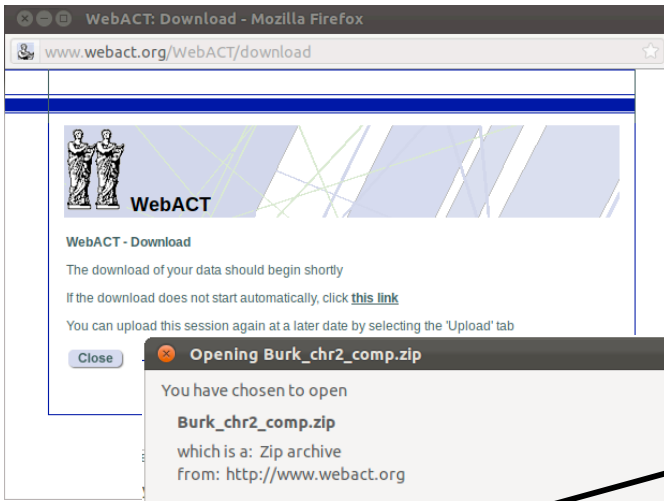 WebACT: Download - Mozilla Firefox
www.webact.org/WebACT/download
WebACT
WebACT - Download
The download of your data should begin shortly
If the download does not start automatically, click this link
You can upload this session again at a later date by selecting the 'Upload' tab
Close
Opening Burk_chr2_comp.zip
You have chosen to open
Burk_chr2_comp.zip
which is a: Zip archive
from: http://www.webact.org